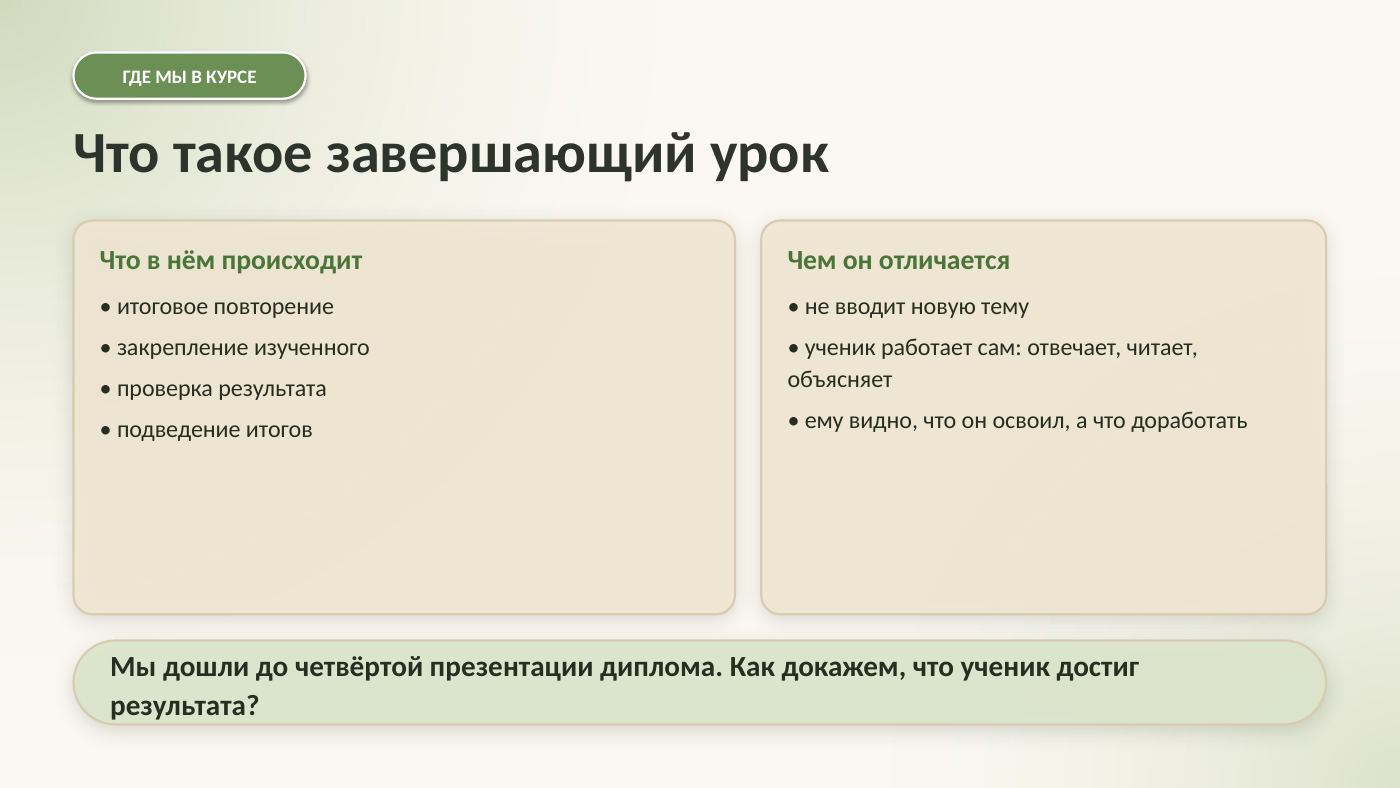 ГДЕ МЫ В КУРСЕ
Что такое завершающий урок
Что в нём происходит
• итоговое повторение
• закрепление изученного
• проверка результата
• подведение итогов
Чем он отличается
• не вводит новую тему
• ученик работает сам: отвечает, читает,
объясняет
• ему видно, что он освоил, а что доработать
Мы дошли до четвёртой презентации диплома. Как докажем, что ученик достиг
результата?